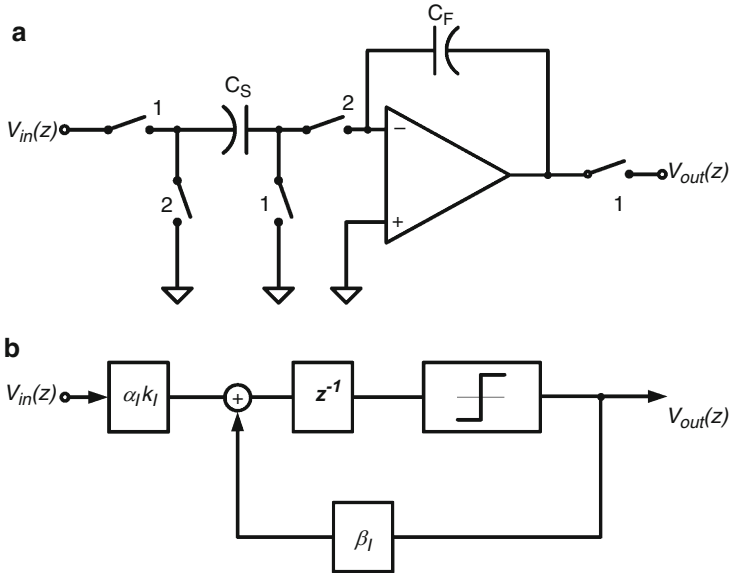 a
C_F
C_S
V_in(z)
1
2
−
2
1
+
V_out(z)
1
b
V_in(z)
α_I k_I
+
z^-1
V_out(z)
β_I